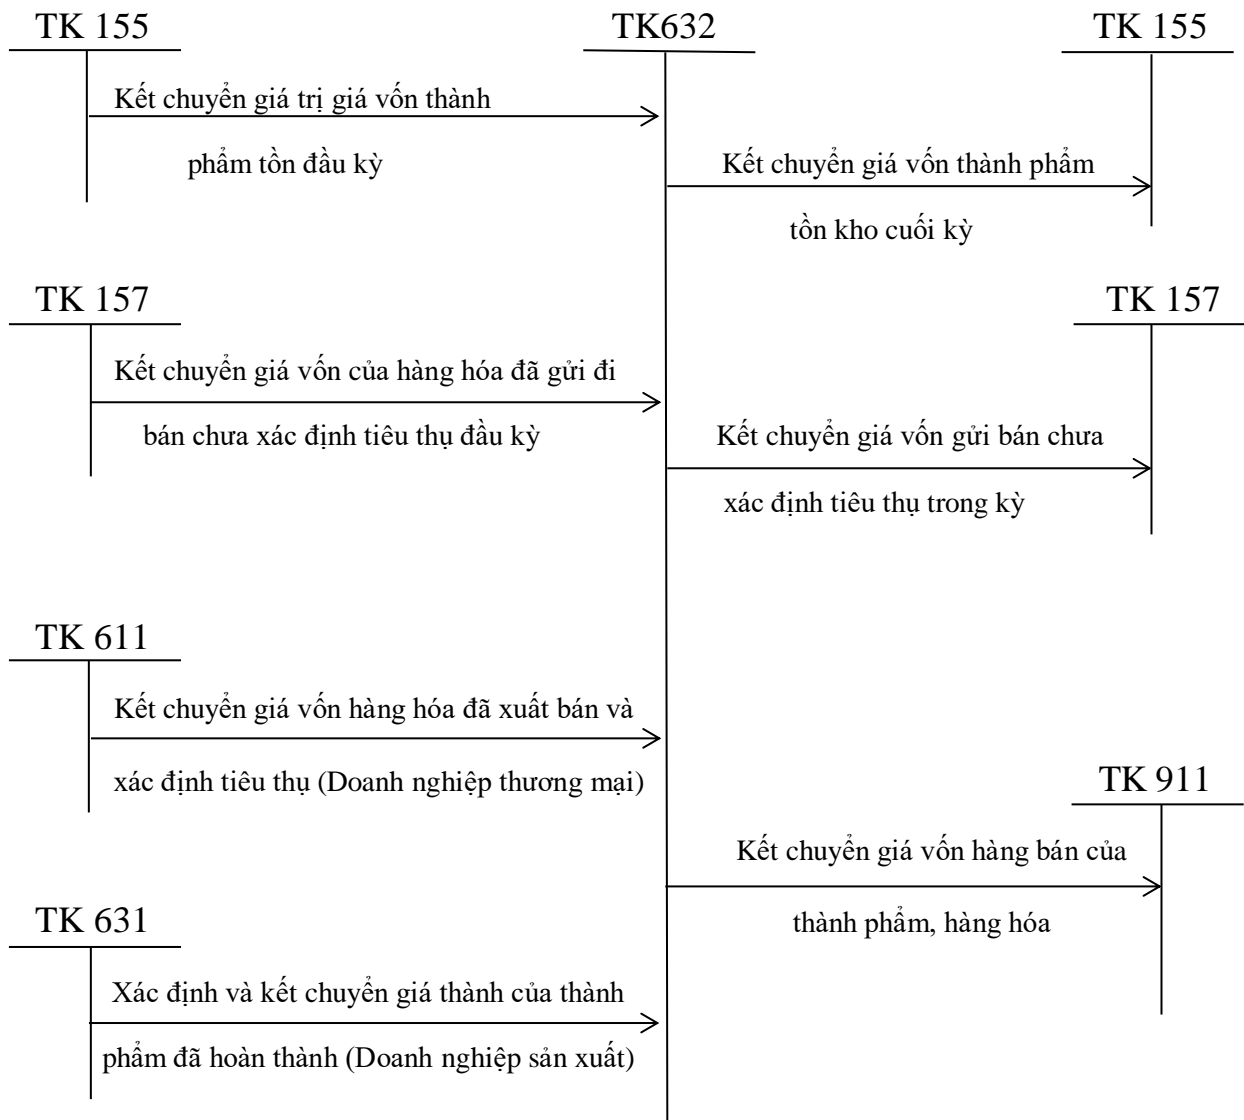 TK 155
TK632
TK 155
Kết chuyển giá trị giá vốn thành
phẩm tồn đầu kỳ
Kết chuyển giá vốn thành phẩm
tồn kho cuối kỳ
TK 157
TK 157
Kết chuyển giá vốn của hàng hóa đã gửi đi
bán chưa xác định tiêu thụ đầu kỳ
Kết chuyển giá vốn gửi bán chưa
xác định tiêu thụ trong kỳ
TK 611
Kết chuyển giá vốn hàng hóa đã xuất bán và
xác định tiêu thụ (Doanh nghiệp thương mại)
TK 911
Kết chuyển giá vốn hàng bán của
thành phẩm, hàng hóa
TK 631
Xác định và kết chuyển giá thành của thành
phẩm đã hoàn thành (Doanh nghiệp sản xuất)